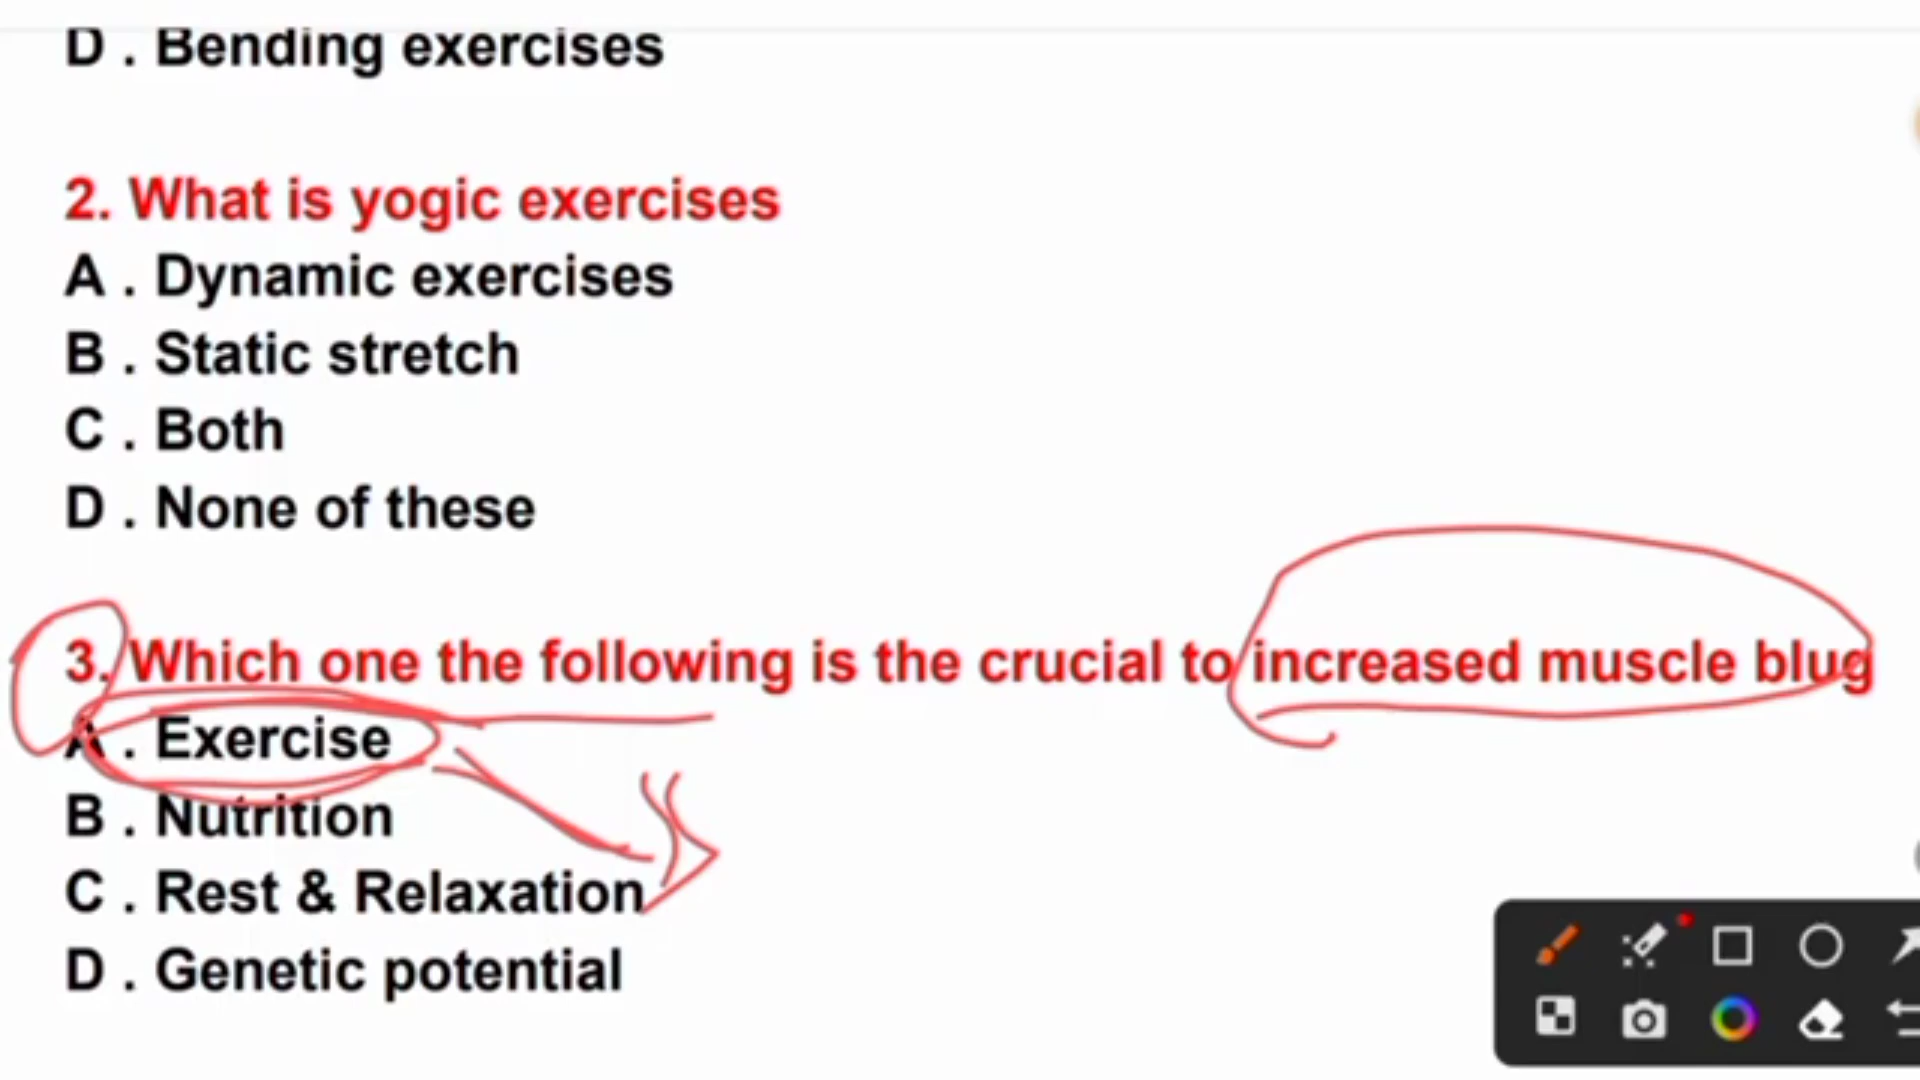 D . Bending exercises
2. What is yogic exercises
A . Dynamic exercises
B . Static stretch
C . Both
D . None of these
3. Which one the following is the crucial to increased muscle blug
A . Exercise
B . Nutrition
C . Rest & Relaxation
D . Genetic potential